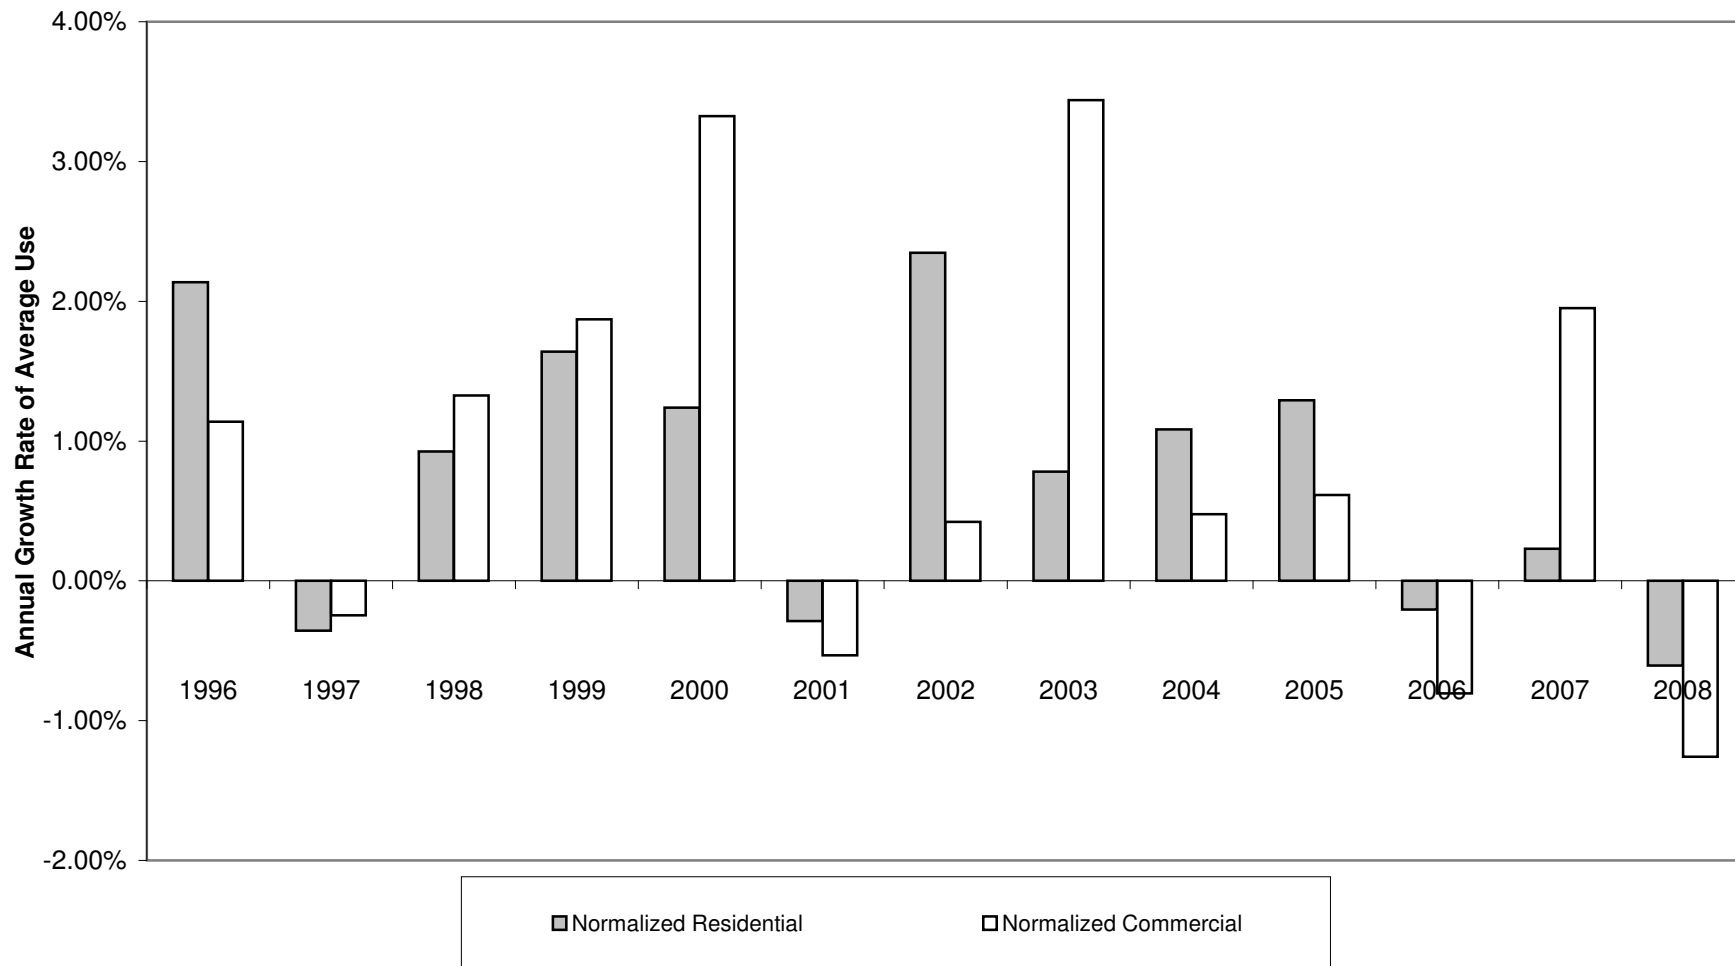 4.00%
3.00%
2.00%
1.00%
0.00%
-1.00%
-2.00%
Annual Growth Rate of Average Use
1996 1997 1998 1999 2000 2001 2002 2003 2004 2005 2006 2007 2008
Normalized Residential Normalized Commercial